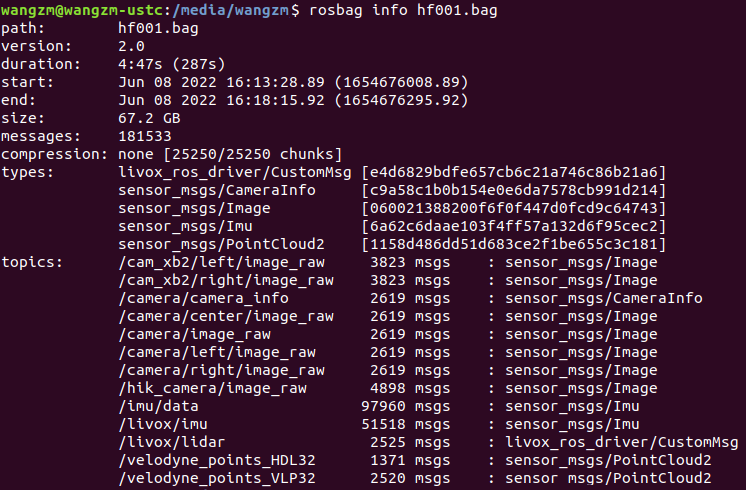 wangzm@wangzm-ustc:/media/wangzm$ rosbag info hf001.bag
path:        hf001.bag
version:     2.0
duration:    4:47s (287s)
start:       Jun 08 2022 16:13:28.89 (1654676008.89)
end:         Jun 08 2022 16:18:15.92 (1654676295.92)
size:        67.2 GB
messages:    181533
compression: none [25250/25250 chunks]
types:       livox_ros_driver/CustomMsg [e4d6829bdfe657cb6c21a746c86b21a6]
             sensor_msgs/CameraInfo     [c9a58c1b0b154e0e6da7578cb991d214]
             sensor_msgs/Image          [060021388200f6f0f447d0fcd9c64743]
             sensor_msgs/Imu            [6a62c6daae103f4ff57a132d6f95cec2]
             sensor_msgs/PointCloud2    [1158d486dd51d683ce2f1be655c3c181]
topics:      /cam_xb2/left/image_raw     3823 msgs    : sensor_msgs/Image
             /cam_xb2/right/image_raw    3823 msgs    : sensor_msgs/Image
             /camera/camera_info         2619 msgs    : sensor_msgs/CameraInfo
             /camera/center/image_raw    2619 msgs    : sensor_msgs/Image
             /camera/image_raw           2619 msgs    : sensor_msgs/Image
             /camera/left/image_raw      2619 msgs    : sensor_msgs/Image
             /camera/right/image_raw     2619 msgs    : sensor_msgs/Image
             /hik_camera/image_raw       4898 msgs    : sensor_msgs/Image
             /imu/data                  97960 msgs    : sensor_msgs/Imu
             /livox/imu                 51518 msgs    : sensor_msgs/Imu
             /livox/lidar                2525 msgs    : livox_ros_driver/CustomMsg
             /velodyne_points_HDL32      1371 msgs    : sensor_msgs/PointCloud2
             /velodyne_points_VLP32      2520 msgs    : sensor_msgs/PointCloud2